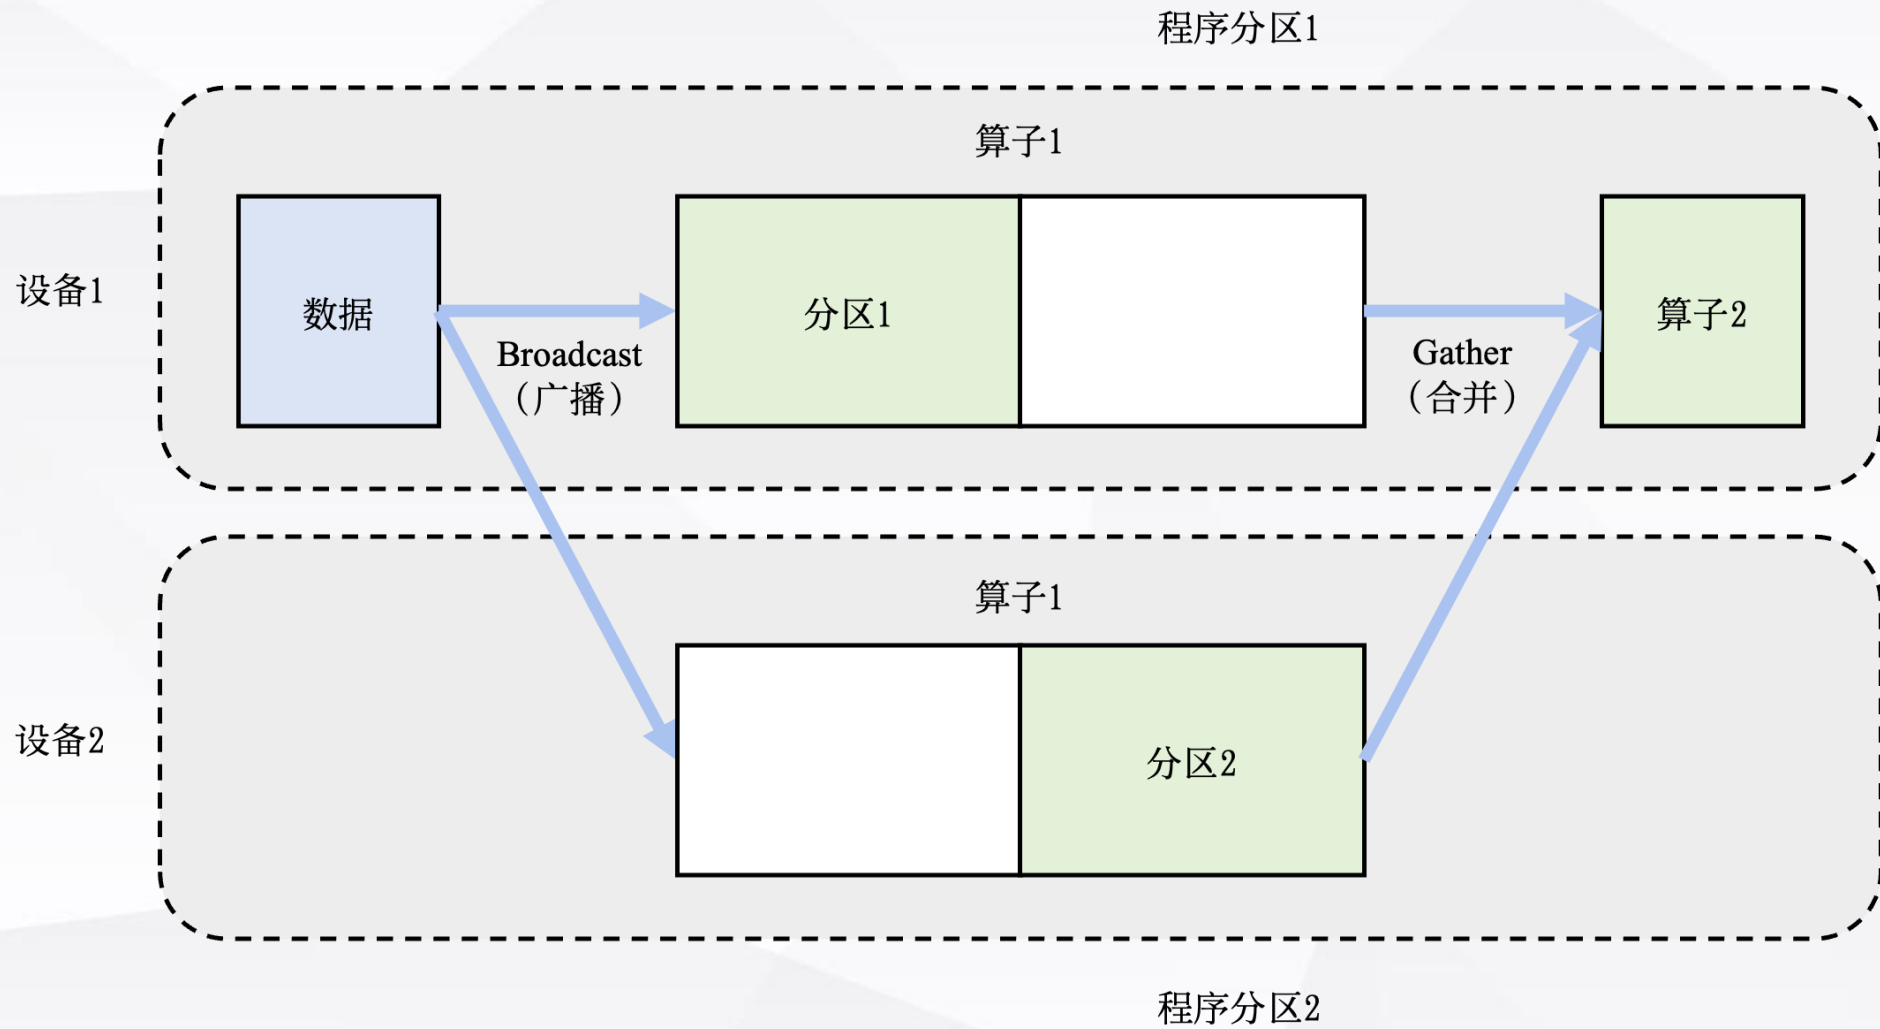 程序分区1
算子1
设备1
数据
Broadcast
（广播）
分区1
Gather
（合并）
算子2
算子1
设备2
分区2
程序分区2